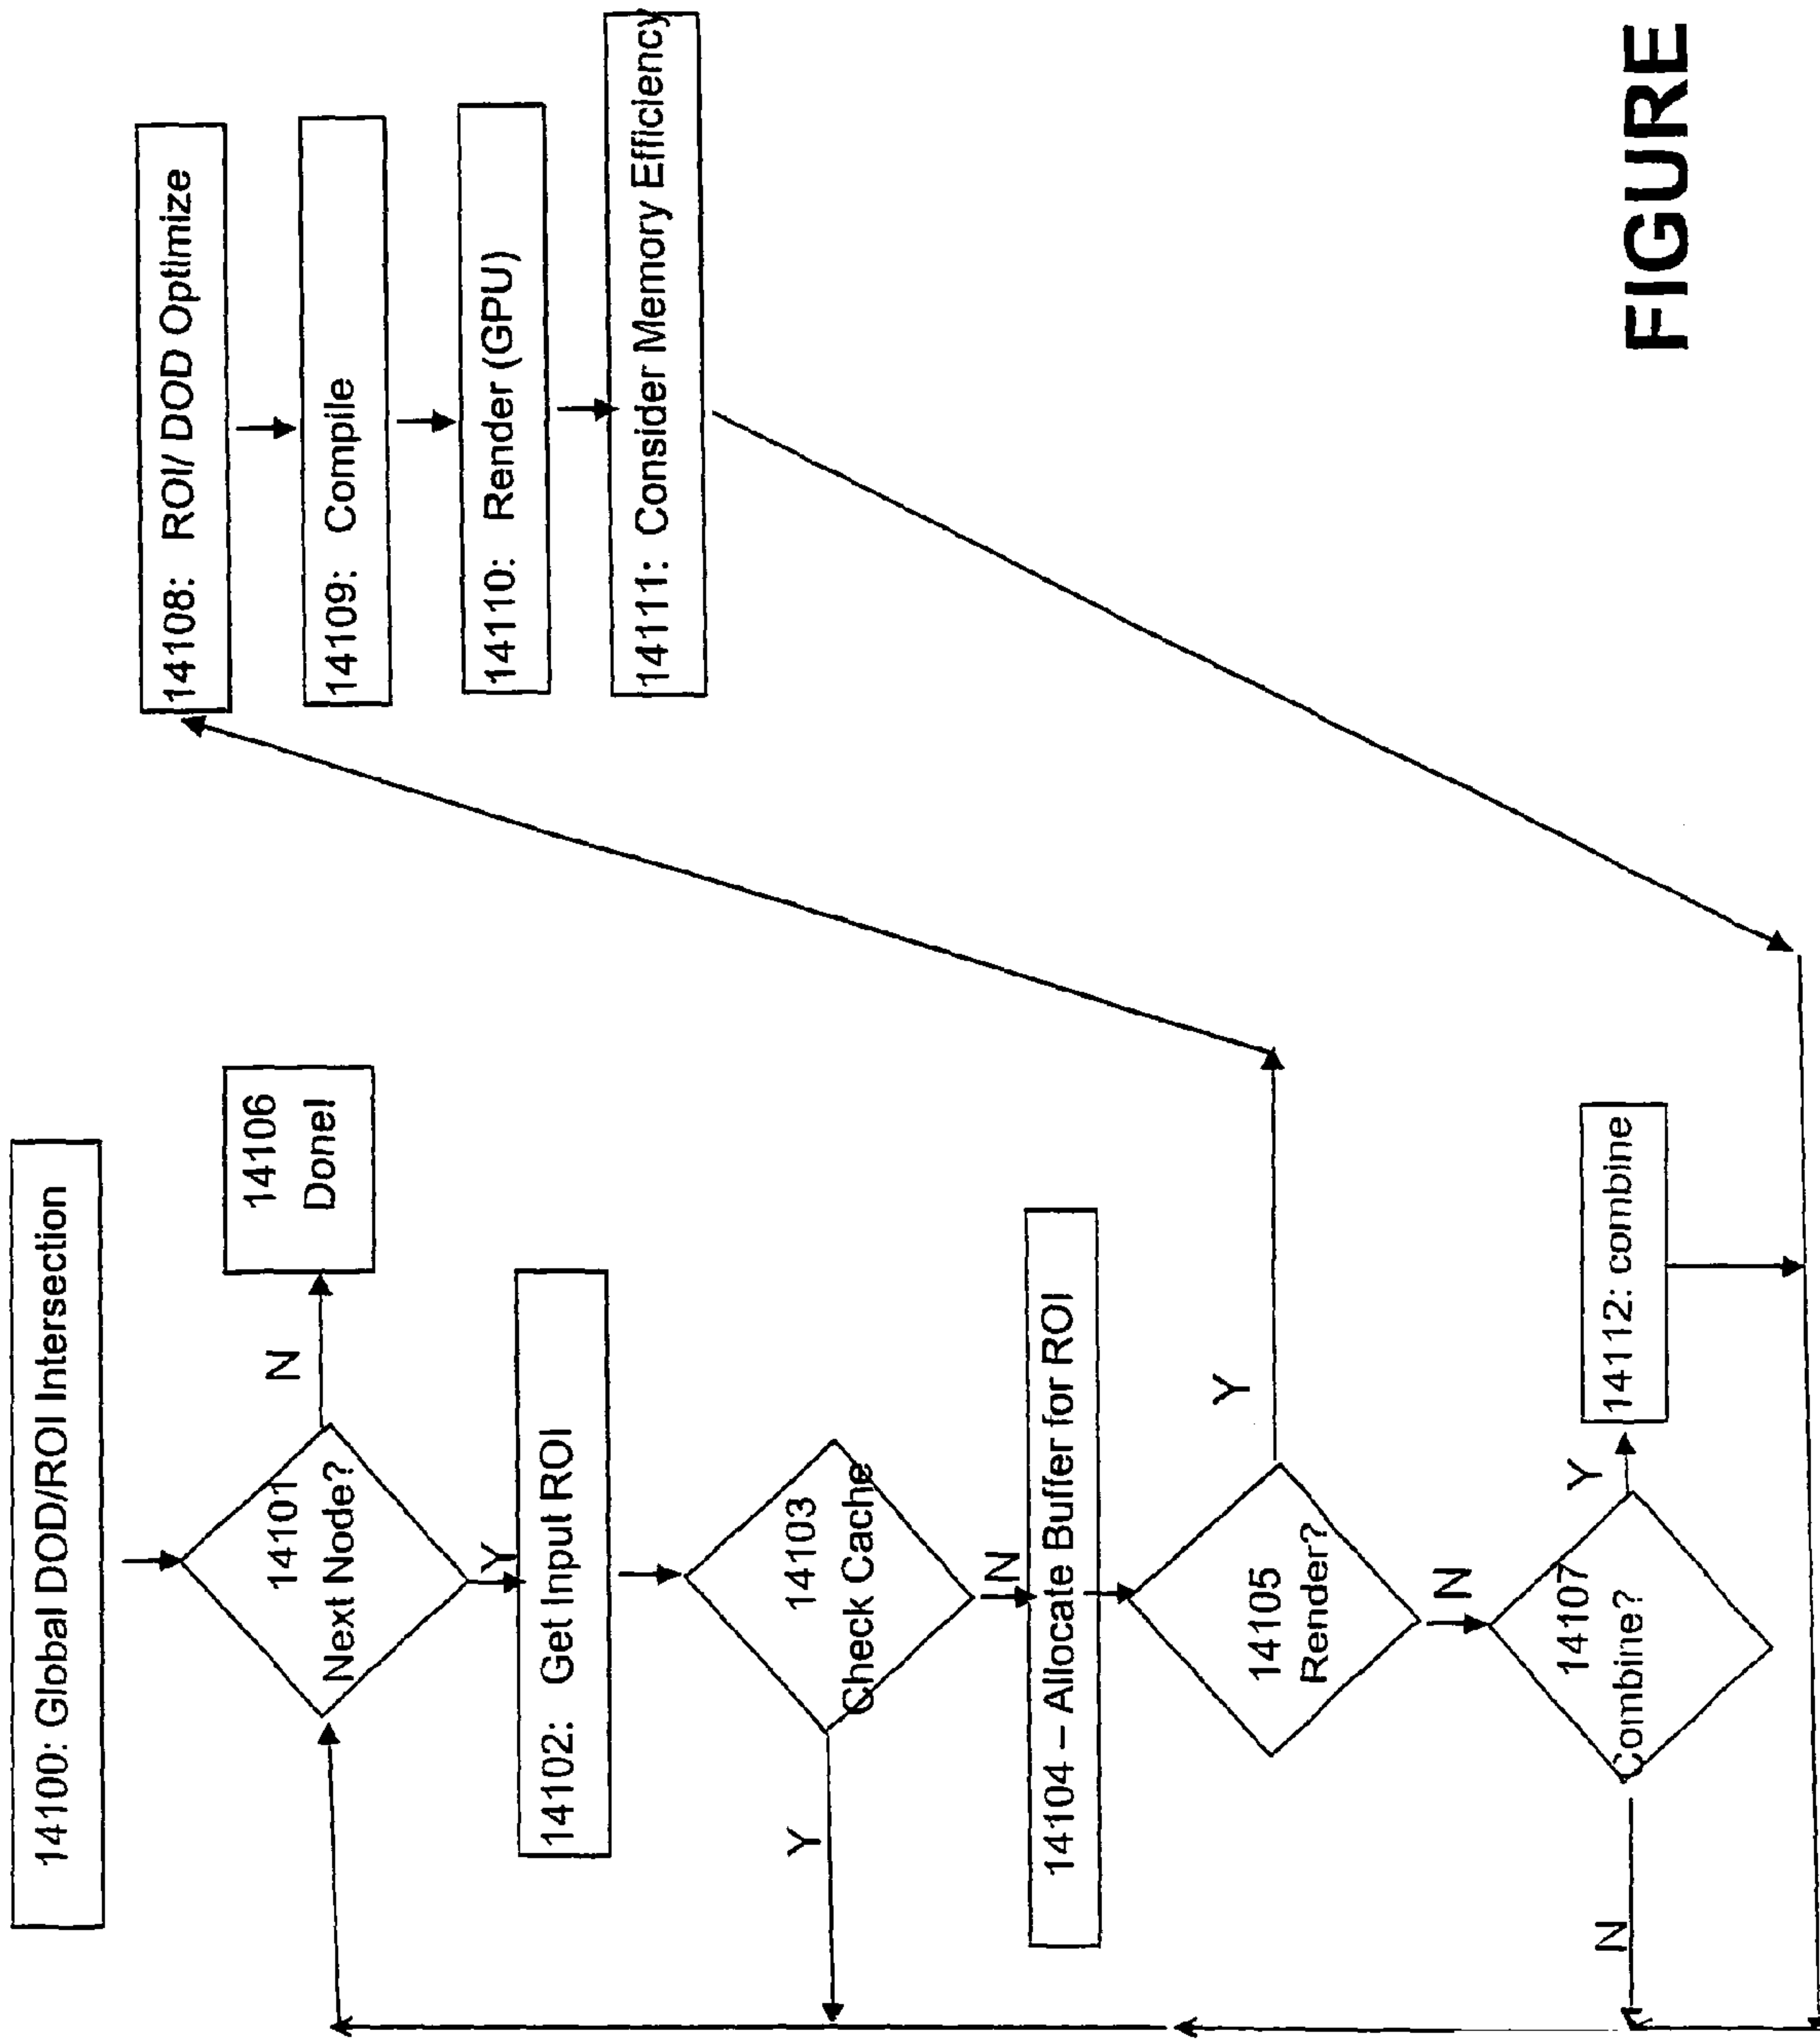 14100: Global DOD/ROI Intersection
14101
Next Node?
N
14106
Done!
Y
14102: Get Input ROI
14103
Check Cache
Y
N
14104 – Allocate Buffer for ROI
14105
Render?
Y
N
14107
Combine?
Y
N
14112: combine
14108: ROI/ DOD Optimize
14109: Compile
14110: Render (GPU)
14111: Consider Memory Efficiency
FIGURE